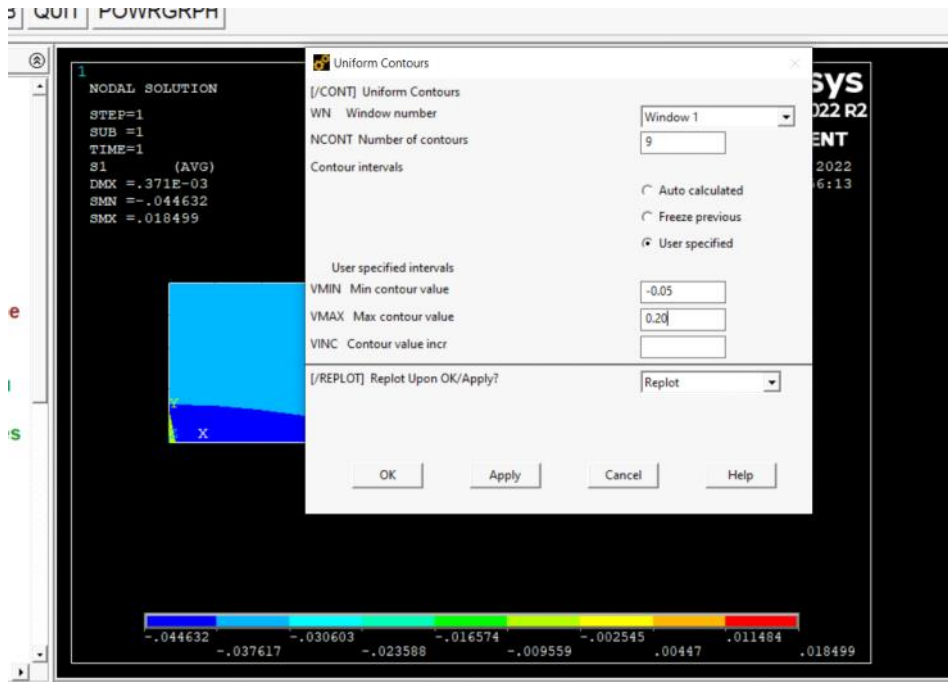 QUIT POWRGRPH
1
NODAL SOLUTION
STEP=1
SUB =1
TIME=1
S1 (AVG)
DMX =.371E-03
SMN =-.044632
SMX =.018499
Uniform Contours
[/CONT] Uniform Contours
WN Window number
Window 1
NCONT Number of contours
9
Contour intervals
Auto calculated
Freeze previous
User specified
User specified intervals
VMIN Min contour value
-0.05
VMAX Max contour value
0.20
VINC Contour value incr
[/REPLOT] Replot Upon OK/Apply?
Replot
OK Apply Cancel Help
sys
022 R2
ENT
2022
6:13
e
s
Y
X
-.044632 -.030603 -.016574 -.002545 .011484
-.037617 -.023588 -.009559 .00447 .018499